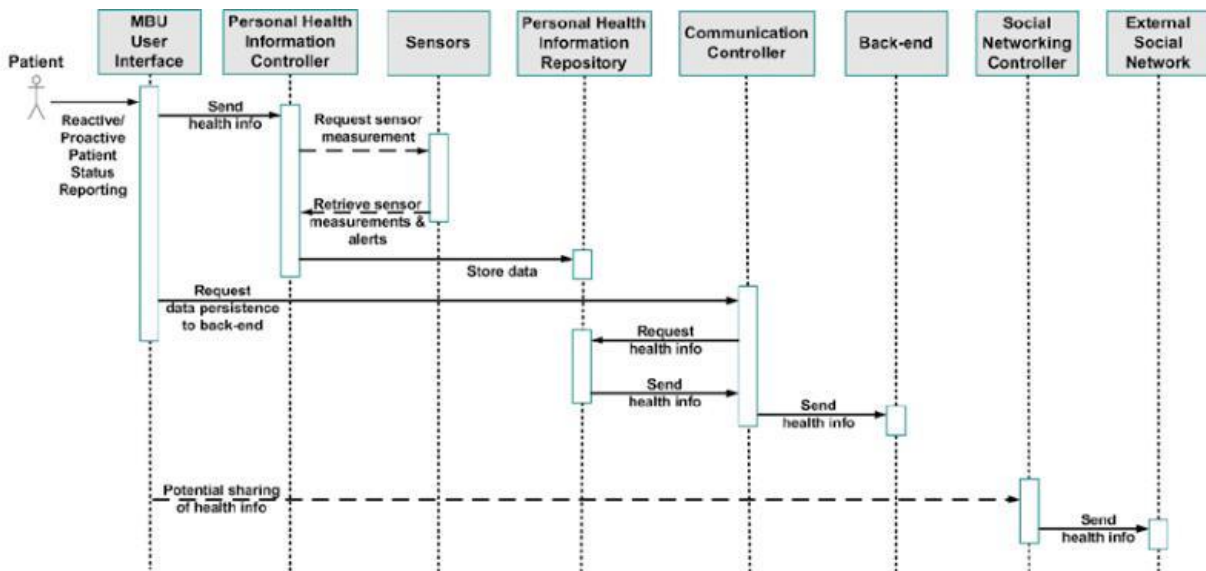 MBU
User
Interface
Personal Health
Information
Controller
Sensors
Personal Health
Information
Repository
Communication
Controller
Back-end
Social
Networking
Controller
External
Social
Network
Patient
Reactive/
Proactive
Patient
Status
Reporting
Send
health info
Request sensor
measurement
Retrieve sensor
measurements &
alerts
Store data
Request
data persistence
to back-end
Request
health info
Send
health info
Send
health info
Potential sharing
of health info
Send
health info